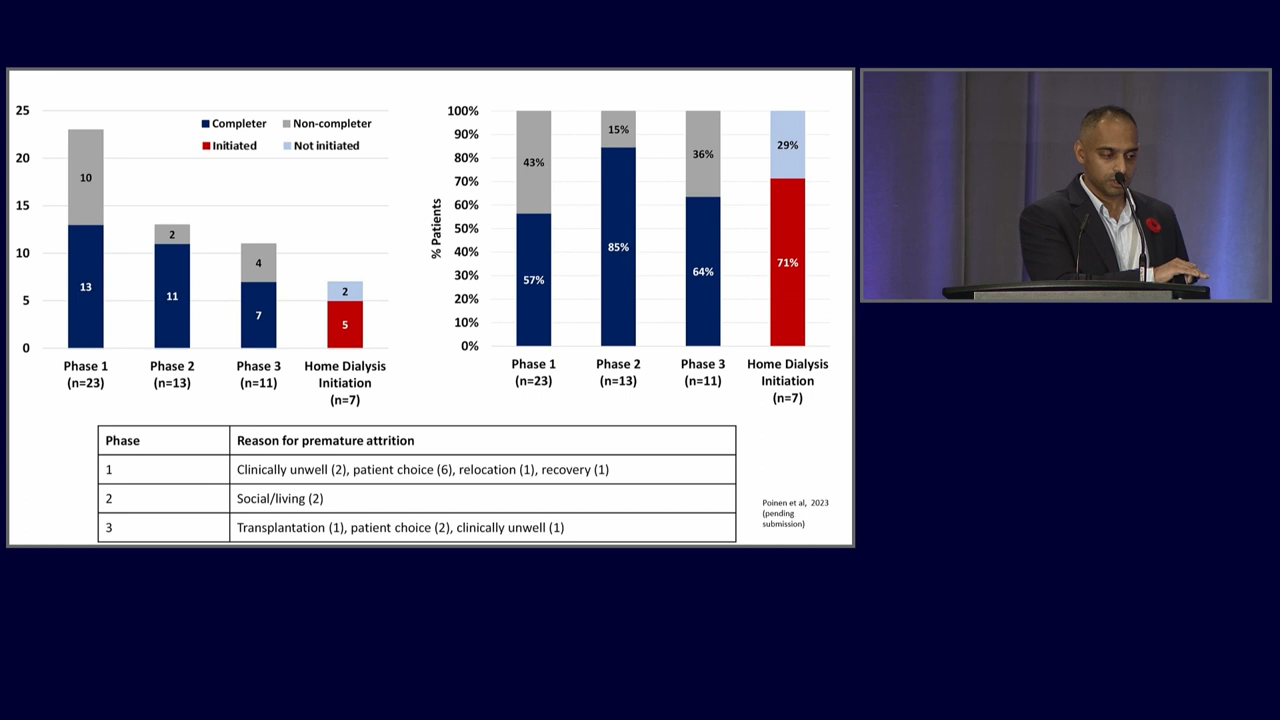 25
20
15
10
5
0
Completer
Non-completer
Initiated
Not initiated
10
13
2
11
4
7
2
5
Phase 1
(n=23)
Phase 2
(n=13)
Phase 3
(n=11)
Home Dialysis
Initiation
(n=7)
% Patients
100%
90%
80%
70%
60%
50%
40%
30%
20%
10%
0%
43%
57%
15%
85%
36%
64%
29%
71%
Phase 1
(n=23)
Phase 2
(n=13)
Phase 3
(n=11)
Home Dialysis
Initiation
(n=7)
Phase Reason for premature attrition
1 Clinically unwell (2), patient choice (6), relocation (1), recovery (1)
2 Social/living (2)
3 Transplantation (1), patient choice (2), clinically unwell (1)
Poinen et al, 2023
(pending
submission)